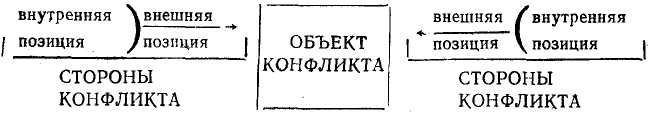 внутренняя позиция
внешняя позиция
ОБЪЕКТ
КОНФЛИКТА
внешняя позиция
внутренняя позиция
СТОРОНЫ
КОНФЛИКТА
СТОРОНЫ
КОНФЛИКТА